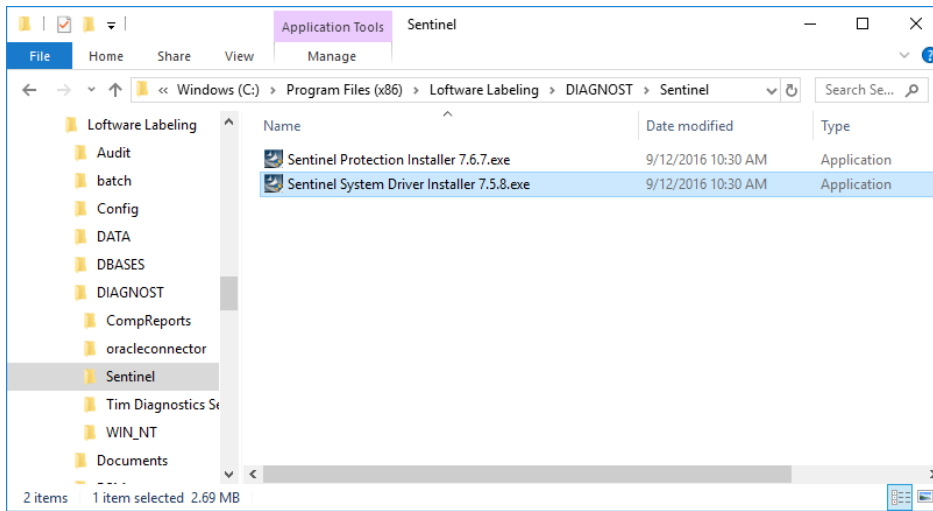 Application Tools Sentinel
File Home Share View Manage
« Windows (C:) > Program Files (x86) > Loftware Labeling > DIAGNOST > Sentinel Search Se...
Loftware Labeling
Audit
batch
Config
DATA
DBASES
DIAGNOST
CompReports
oracleconnector
Sentinel
Tim Diagnostics Se
WIN_NT
Documents
Name Date modified Type
Sentinel Protection Installer 7.6.7.exe 9/12/2016 10:30 AM Application
Sentinel System Driver Installer 7.5.8.exe 9/12/2016 10:30 AM Application
2 items 1 item selected 2.69 MB